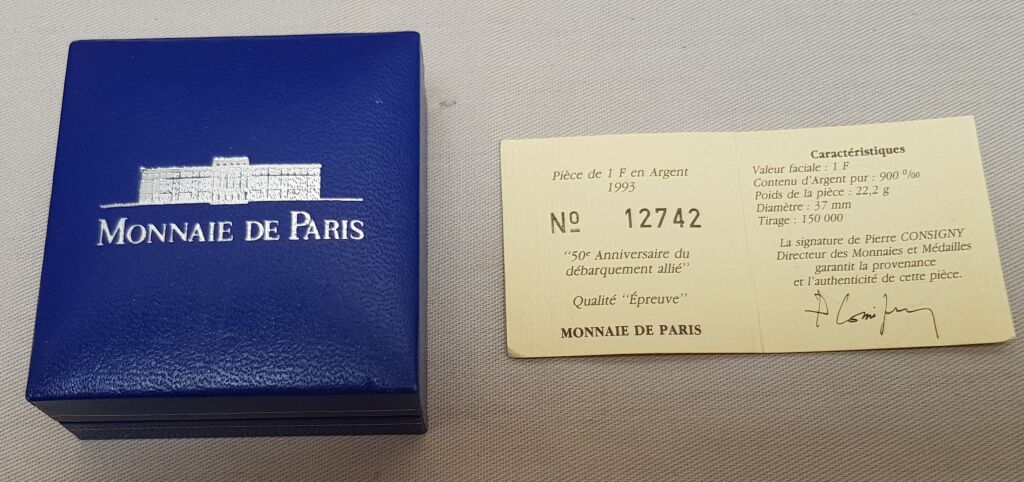 MONNAIE DE PARIS
Pièce de 1 F en Argent
1993
Nº 12742
"50e Anniversaire du
débarquement allié"
Qualité "Épreuve"
MONNAIE DE PARIS
Caractéristiques
Valeur faciale : 1 F
Contenu d'Argent pur : 900 ‰
Poids de la pièce : 22,2 g
Diamètre : 37 mm
Tirage : 150 000
La signature de Pierre CONSIGNY
Directeur des Monnaies et Médailles
garantit la provenance
et l'authenticité de cette pièce.